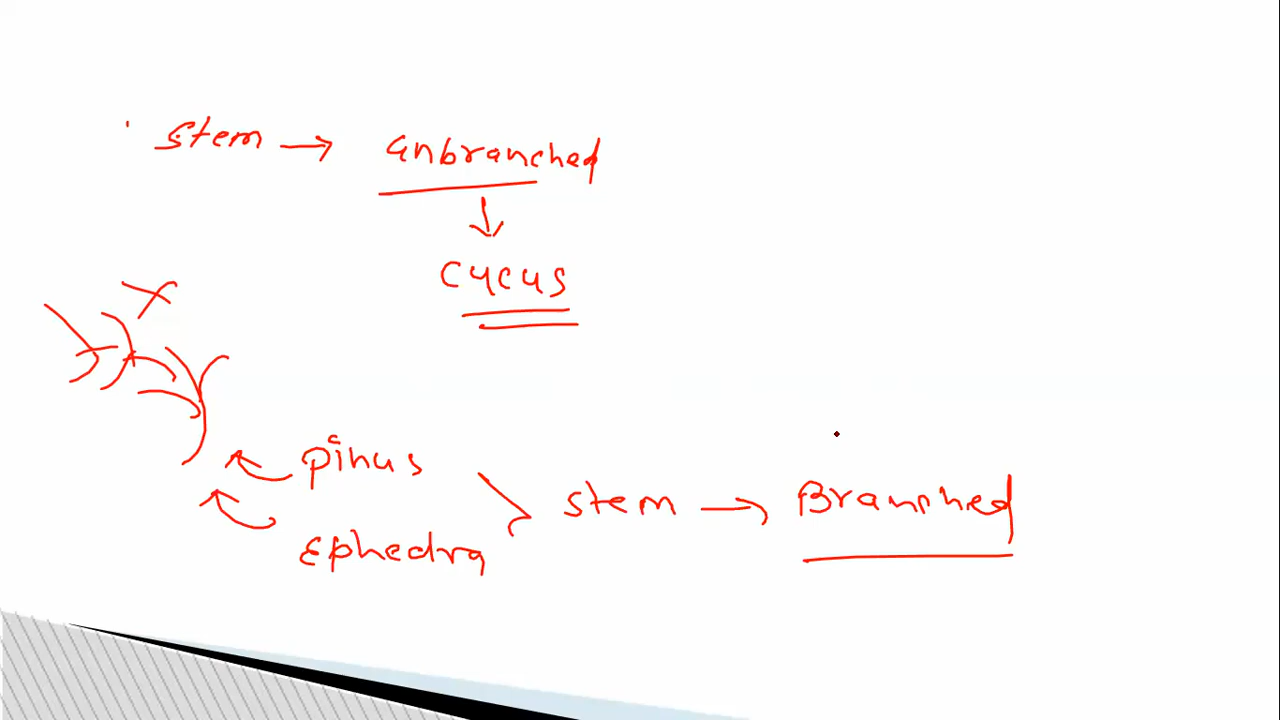 Stem → unbranched
↓
Cycus
Pinus
Ephedra
stem → Branched